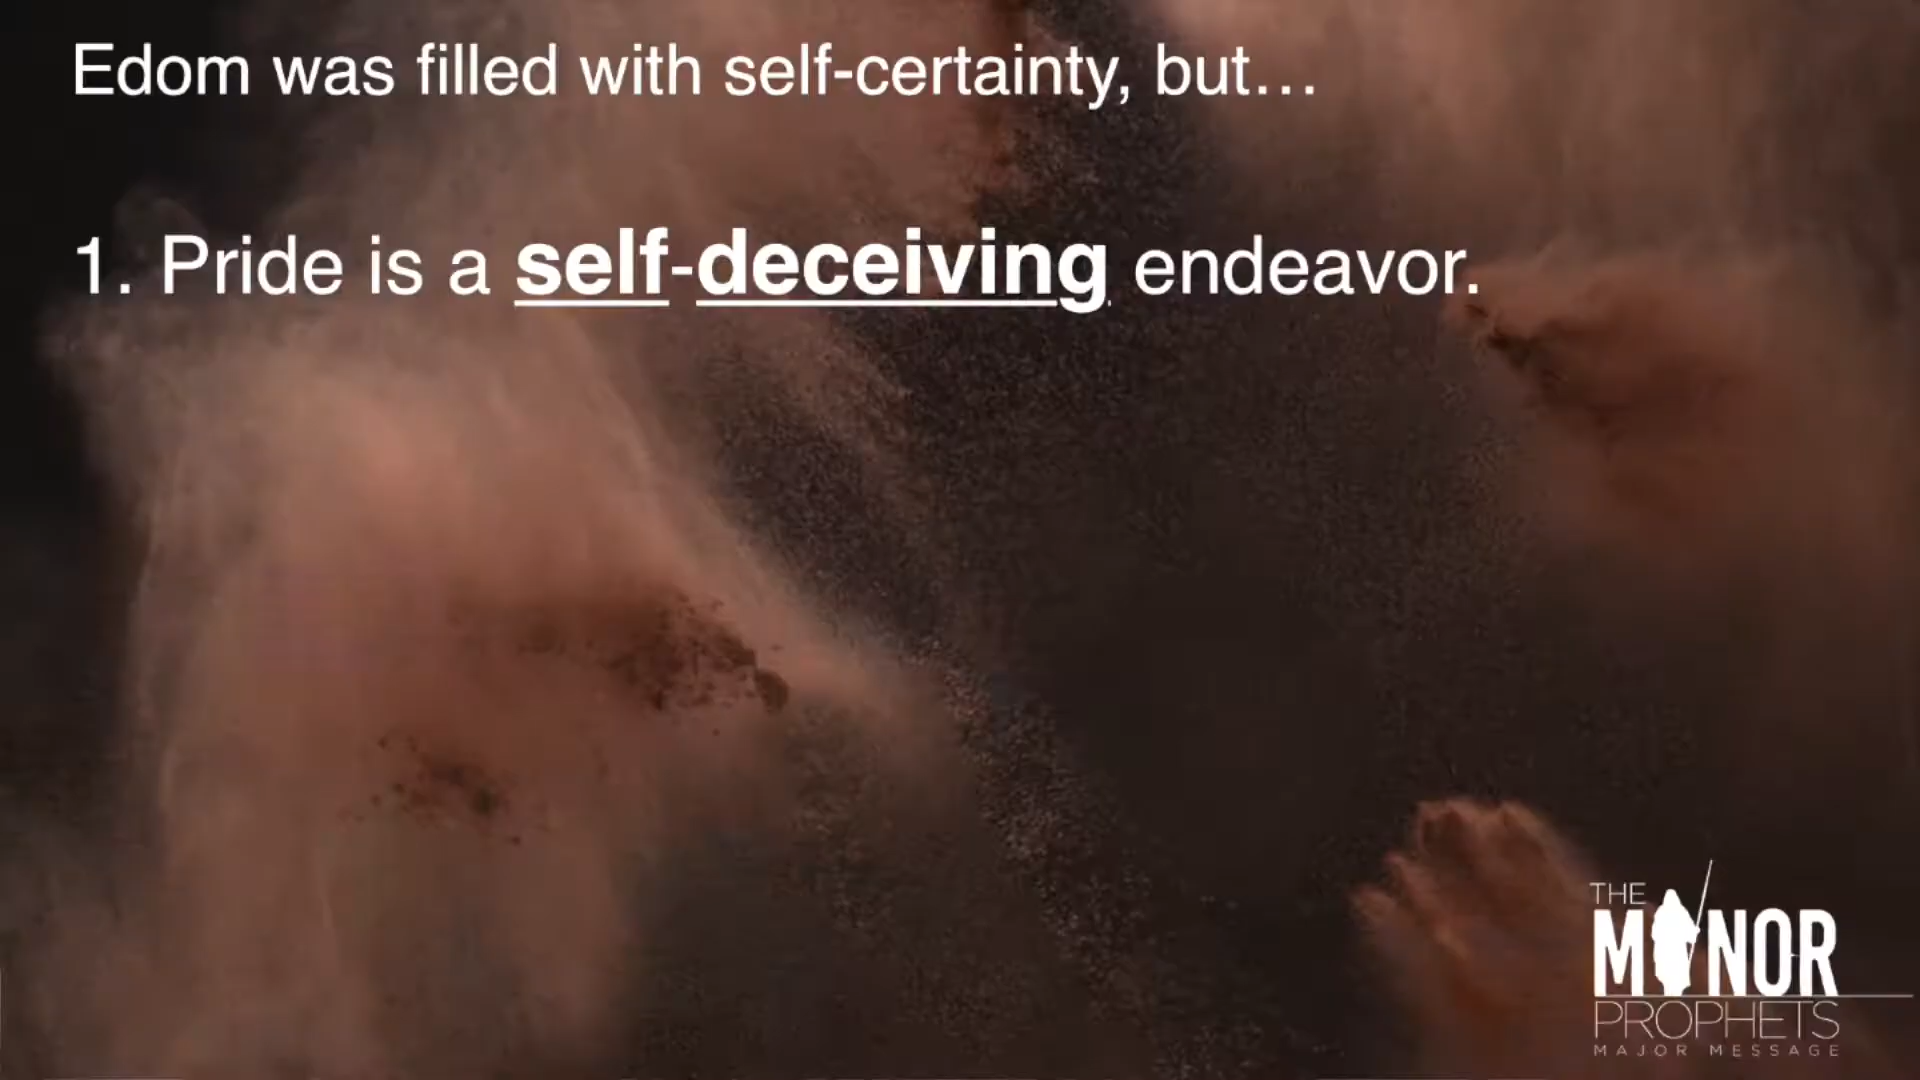 Edom was filled with self-certainty, but...
1. Pride is a self-deceiving endeavor.
THE
MINOR
PROPHETS
MAJOR MESSAGE